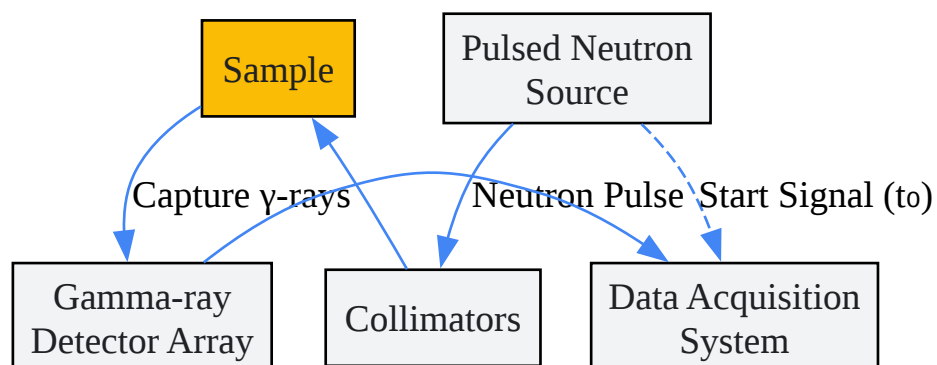 Sample
Pulsed Neutron
Source
Capture γ-rays
Neutron Pulse
Start Signal (t₀)
Gamma-ray
Detector Array
Collimators
Data Acquisition
System